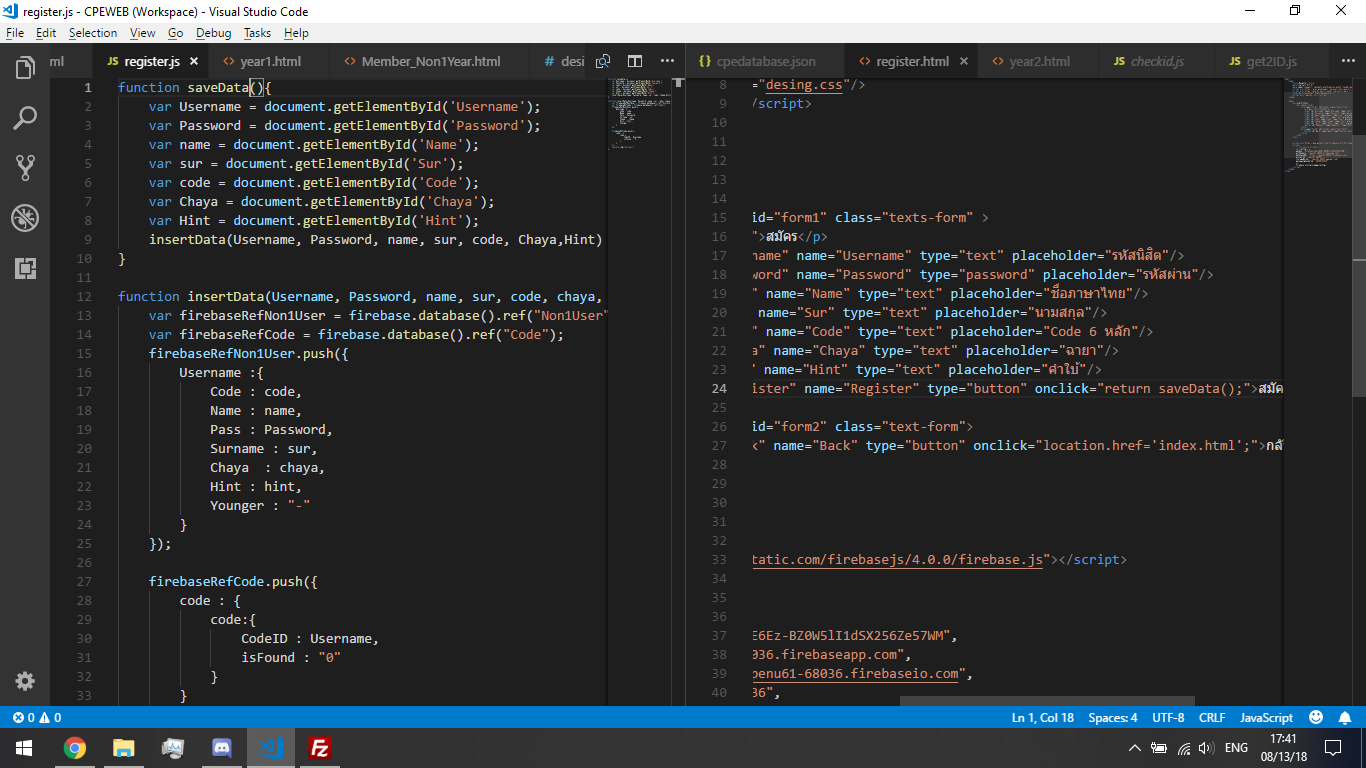 register.js - CPEWEB (Workspace) - Visual Studio Code
File Edit Selection View Go Debug Tasks Help
ml JS register.js × <> year1.html <> Member_Non1Year.html # desi ··· {} cpedatabase.json <> register.html × <> year2.html JS checkid.js JS get2ID.js ···
1 function saveData(){
2 var Username = document.getElementById('Username');
3 var Password = document.getElementById('Password');
4 var name = document.getElementById('Name');
5 var sur = document.getElementById('Sur');
6 var code = document.getElementById('Code');
7 var Chaya = document.getElementById('Chaya');
8 var Hint = document.getElementById('Hint');
9 insertData(Username, Password, name, sur, code, Chaya,Hint)
10 }
11
12 function insertData(Username, Password, name, sur, code, chaya,
13 var firebaseRefNon1User = firebase.database().ref("Non1User"
14 var firebaseRefCode = firebase.database().ref("Code");
15 firebaseRefNon1User.push({
16 Username :{
17 Code : code,
18 Name : name,
19 Pass : Password,
20 Surname : sur,
21 Chaya  : chaya,
22 Hint : hint,
23 Younger : "-"
24 }
25 });
26
27 firebaseRefCode.push({
28 code : {
29 code:{
30 CodeID : Username,
31 isFound : "0"
32 }
33 }
8 ="desing.css"/>
9 /script>
10
11
12
13
14
15 id="form1" class="texts-form" >
16 ">สมัคร</p>
17 name" name="Username" type="text" placeholder="รหัสนิสิต"/>
18 word" name="Password" type="password" placeholder="รหัสผ่าน"/>
19 " name="Name" type="text" placeholder="ชื่อภาษาไทย"/>
20 name="Sur" type="text" placeholder="นามสกุล"/>
21 " name="Code" type="text" placeholder="Code 6 หลัก"/>
22 a" name="Chaya" type="text" placeholder="ฉายา"/>
23 " name="Hint" type="text" placeholder="คำใบ้"/>
24 ister" name="Register" type="button" onclick="return saveData();">สมัค
25
26 id="form2" class="text-form">
27 k" name="Back" type="button" onclick="location.href='index.html';">กลั
28
29
30
31
32
33 tatic.com/firebasejs/4.0.0/firebase.js"></script>
34
35
36
37 E6Ez-BZ0W5lI1dSX256Ze57WM",
38 036.firebaseapp.com",
39 penu61-68036.firebaseio.com",
40 36",
0 0 Ln 1, Col 18 Spaces: 4 UTF-8 CRLF JavaScript
ENG 17:41
08/13/18